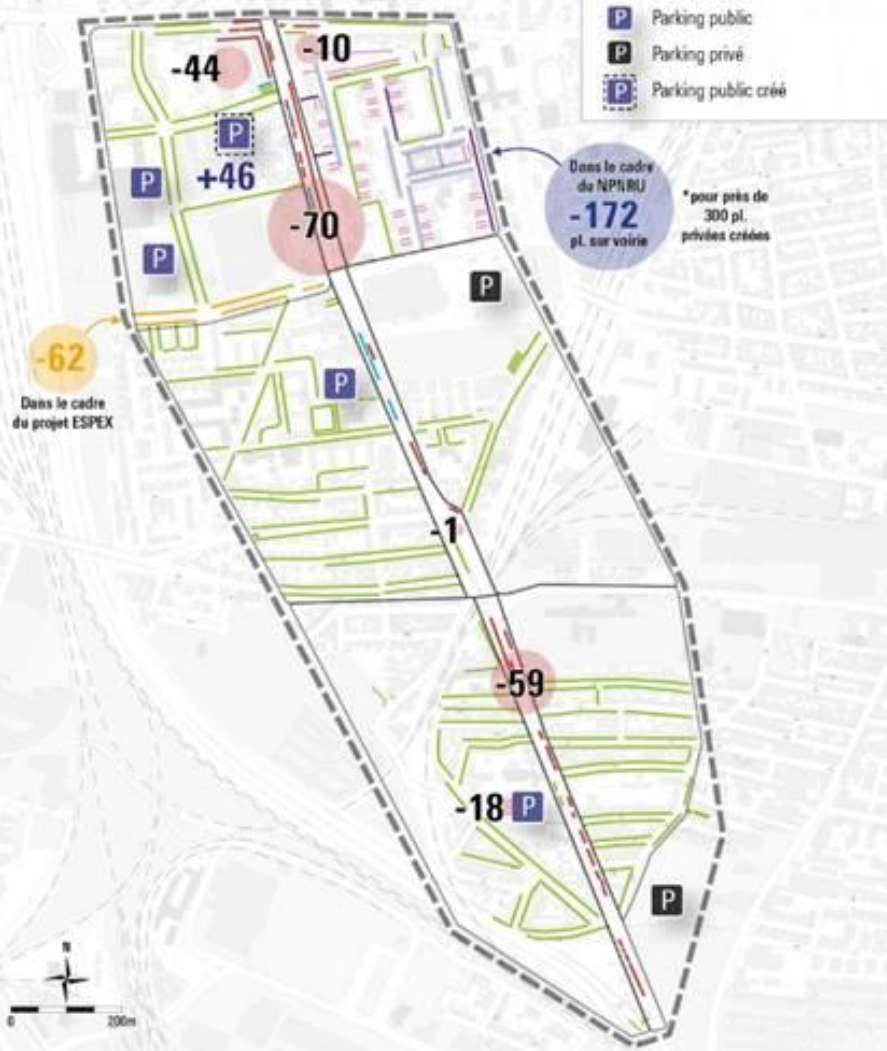 P Parking public
P Parking privé
P Parking public créé
-44
-10
P
+46
P
-70
Dans le cadre
du NPNRU
-172
pl. sur voirie
*pour près de
300 pl.
privées créées
P
P
-62
Dans le cadre
du projet ESPEX
P
-1
-59
-18 P
P
N
0 200m